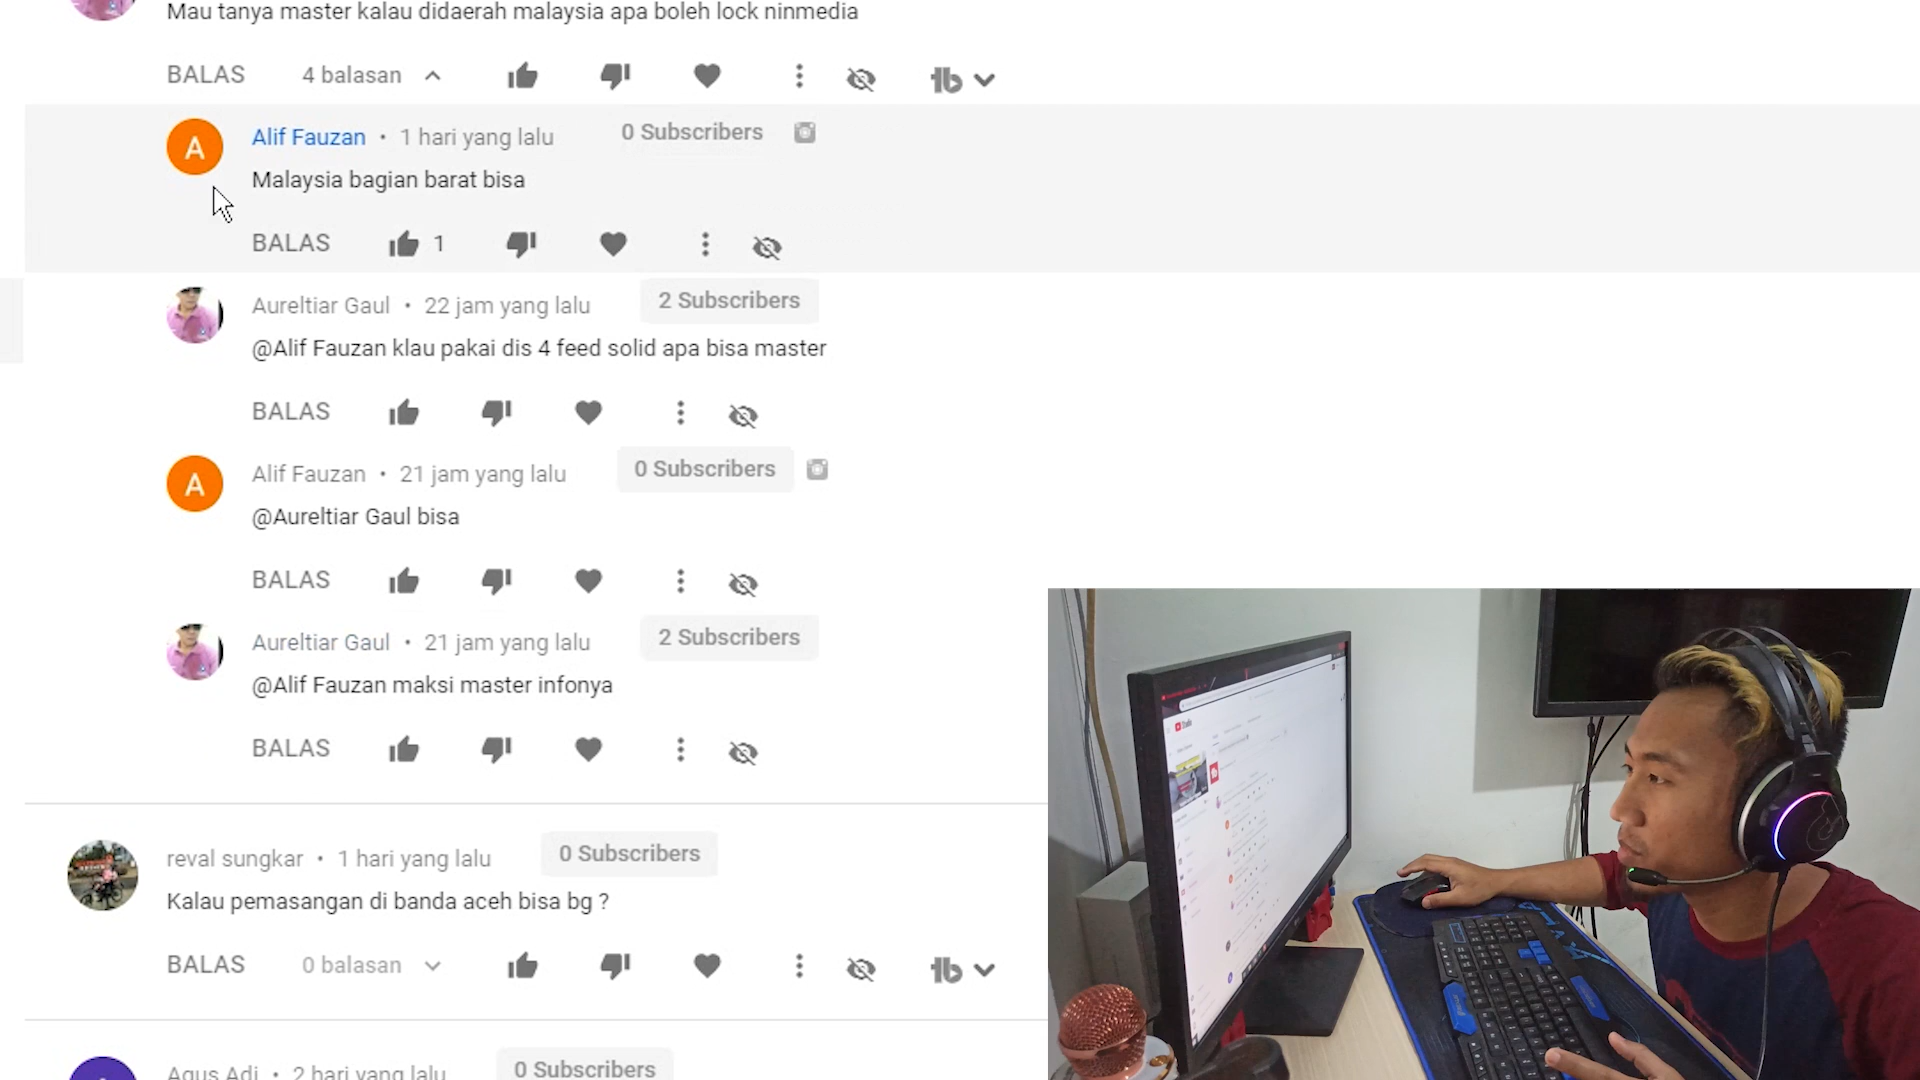 Mau tanya master kalau didaerah malaysia apa boleh lock ninmedia
BALAS 4 balasan
A Alif Fauzan • 1 hari yang lalu 0 Subscribers
Malaysia bagian barat bisa
BALAS 1
Aureltiar Gaul • 22 jam yang lalu 2 Subscribers
@Alif Fauzan klau pakai dis 4 feed solid apa bisa master
BALAS
A Alif Fauzan • 21 jam yang lalu 0 Subscribers
@Aureltiar Gaul bisa
BALAS
Aureltiar Gaul • 21 jam yang lalu 2 Subscribers
@Alif Fauzan maksi master infonya
BALAS
reval sungkar • 1 hari yang lalu 0 Subscribers
Kalau pemasangan di banda aceh bisa bg ?
BALAS 0 balasan
Agus Adi • 2 hari yang lalu 0 Subscribers